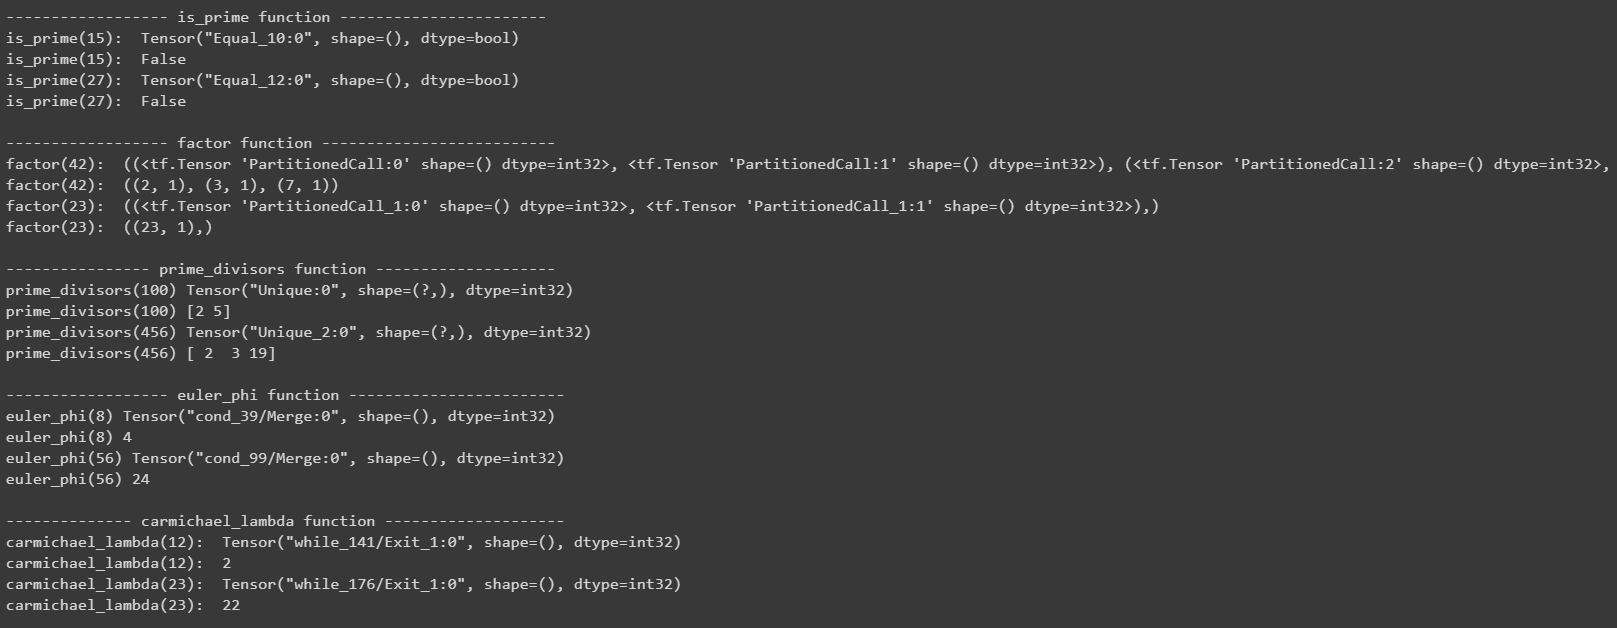 ------------------ is_prime function -----------------------
is_prime(15):  Tensor("Equal_10:0", shape=(), dtype=bool)
is_prime(15):  False
is_prime(27):  Tensor("Equal_12:0", shape=(), dtype=bool)
is_prime(27):  False
------------------ factor function --------------------------
factor(42):  ((<tf.Tensor 'PartitionedCall:0' shape=() dtype=int32>, <tf.Tensor 'PartitionedCall:1' shape=() dtype=int32>), (<tf.Tensor 'PartitionedCall:2' shape=() dtype=int32>,
factor(42):  ((2, 1), (3, 1), (7, 1))
factor(23):  ((<tf.Tensor 'PartitionedCall_1:0' shape=() dtype=int32>, <tf.Tensor 'PartitionedCall_1:1' shape=() dtype=int32>),)
factor(23):  ((23, 1),)
---------------- prime_divisors function --------------------
prime_divisors(100) Tensor("Unique:0", shape=(?,), dtype=int32)
prime_divisors(100) [2 5]
prime_divisors(456) Tensor("Unique_2:0", shape=(?,), dtype=int32)
prime_divisors(456) [ 2  3 19]
------------------ euler_phi function ------------------------
euler_phi(8) Tensor("cond_39/Merge:0", shape=(), dtype=int32)
euler_phi(8) 4
euler_phi(56) Tensor("cond_99/Merge:0", shape=(), dtype=int32)
euler_phi(56) 24
-------------- carmichael_lambda function --------------------
carmichael_lambda(12):  Tensor("while_141/Exit_1:0", shape=(), dtype=int32)
carmichael_lambda(12):  2
carmichael_lambda(23):  Tensor("while_176/Exit_1:0", shape=(), dtype=int32)
carmichael_lambda(23):  22